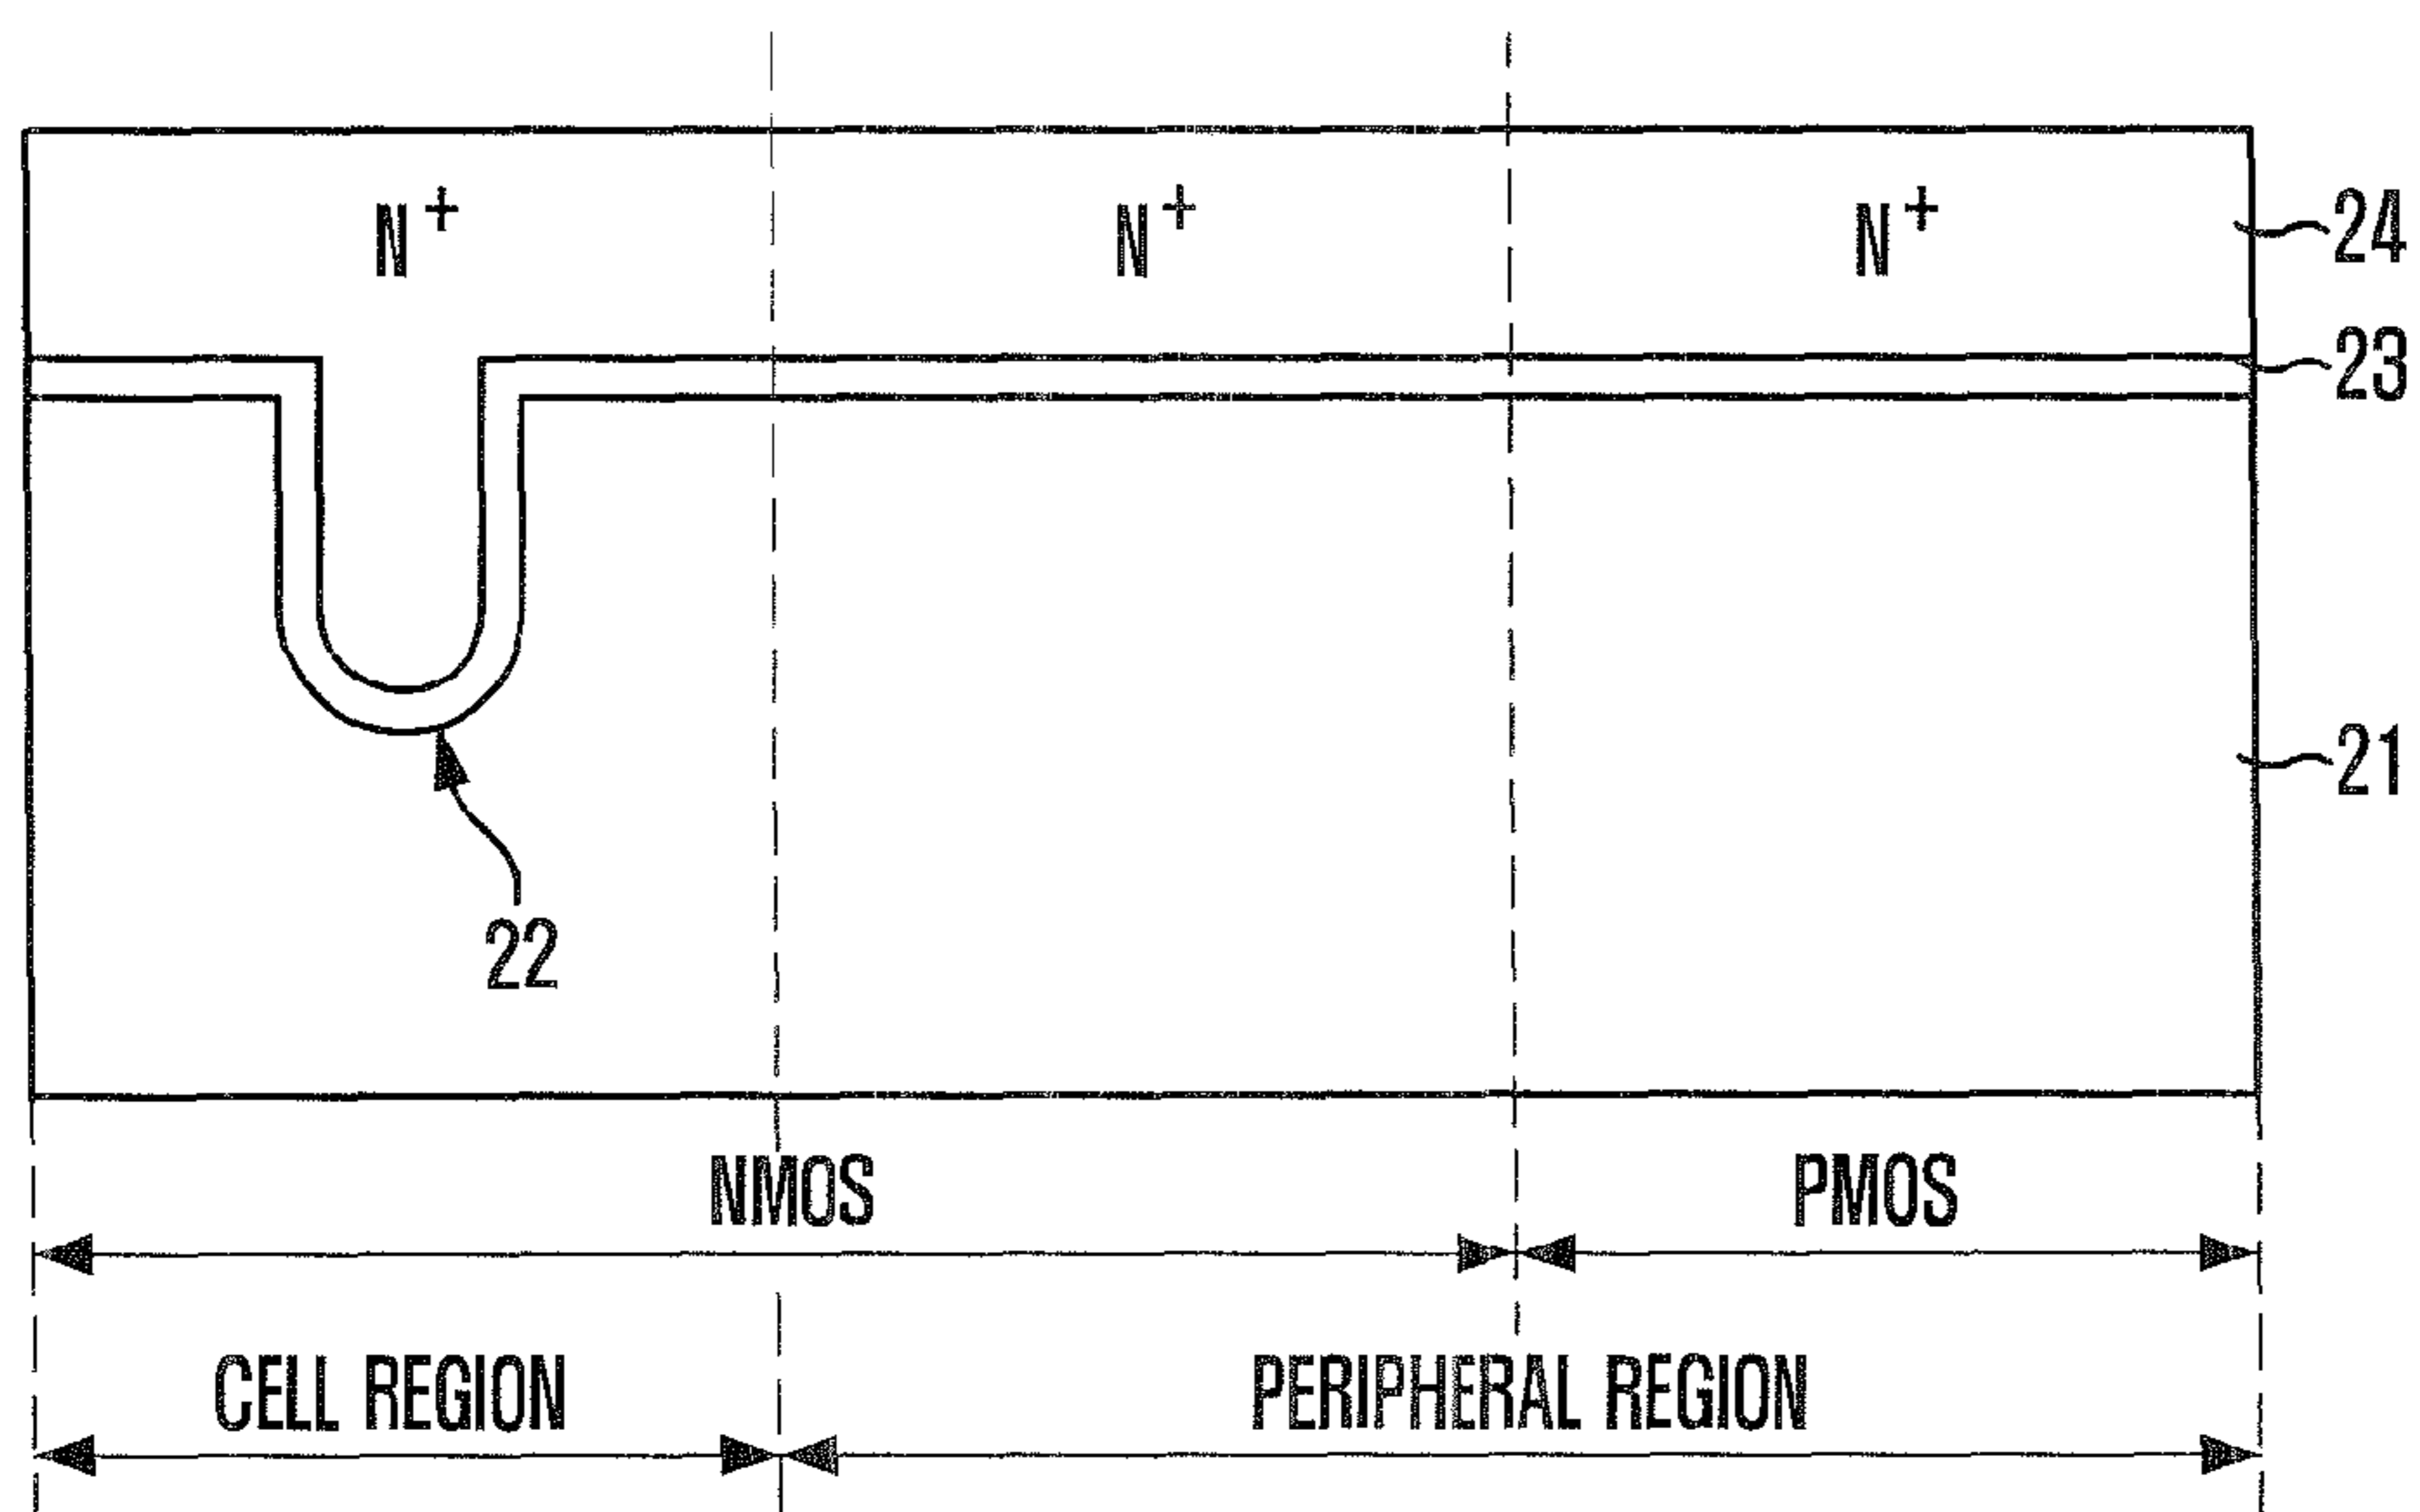 N+ N+ N+ 24
23
21
22
NMOS PMOS
CELL REGION PERIPHERAL REGION